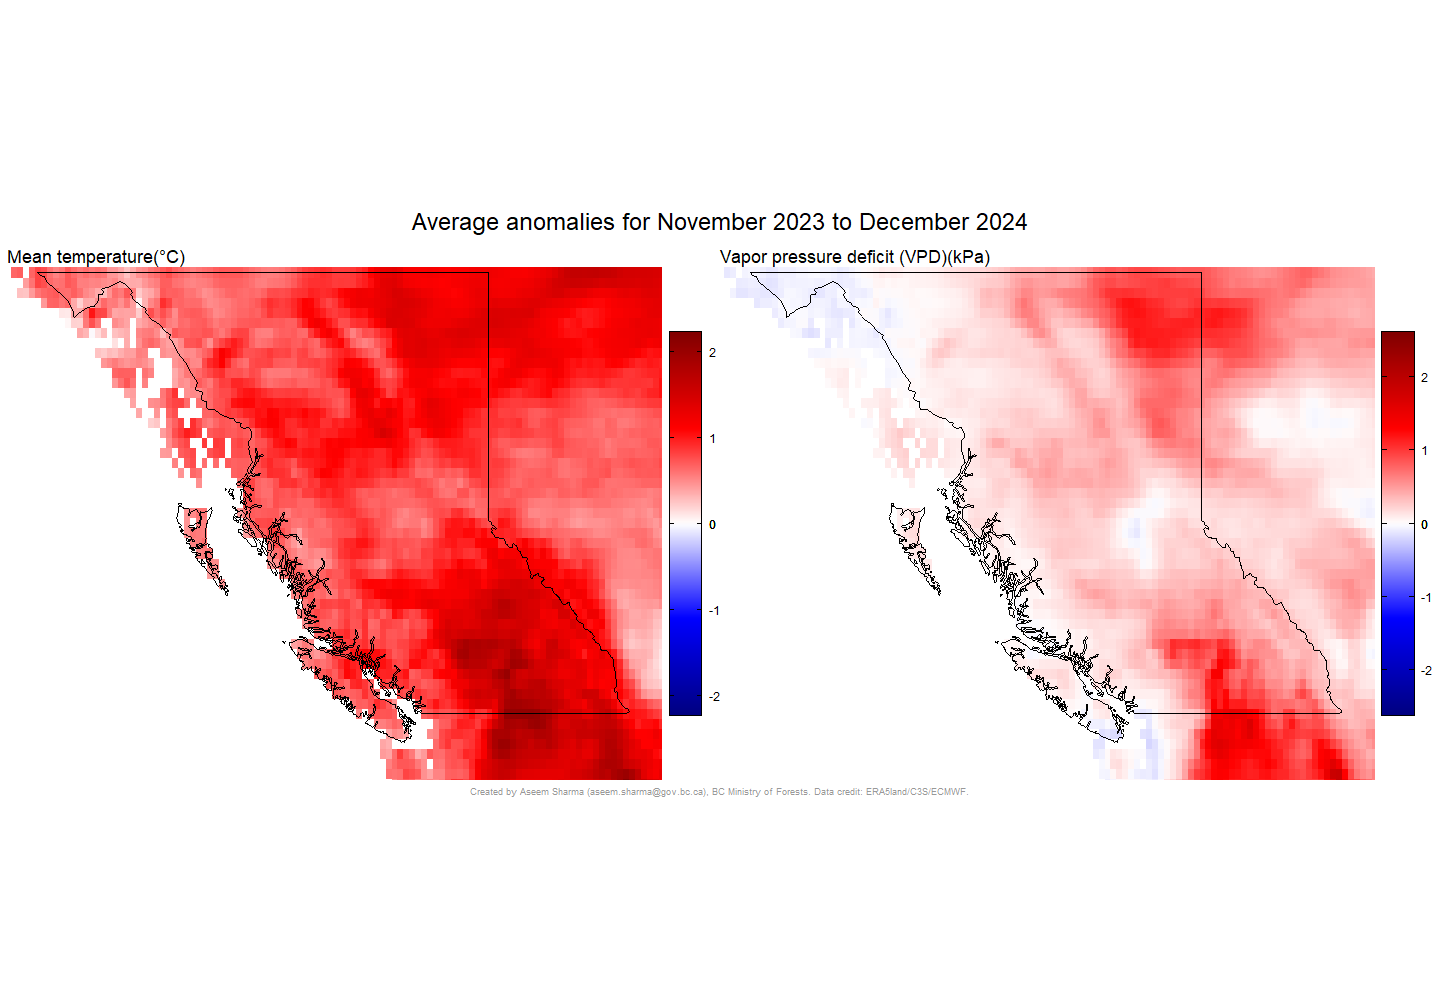 Average anomalies for November 2023 to December 2024
Mean temperature(°C)
Vapor pressure deficit (VPD)(kPa)
2
1
0
-1
-2
2
1
0
-1
-2
Created by Aseem Sharma (aseem.sharma@gov.bc.ca), BC Ministry of Forests. Data credit: ERA5land/C3S/ECMWF.